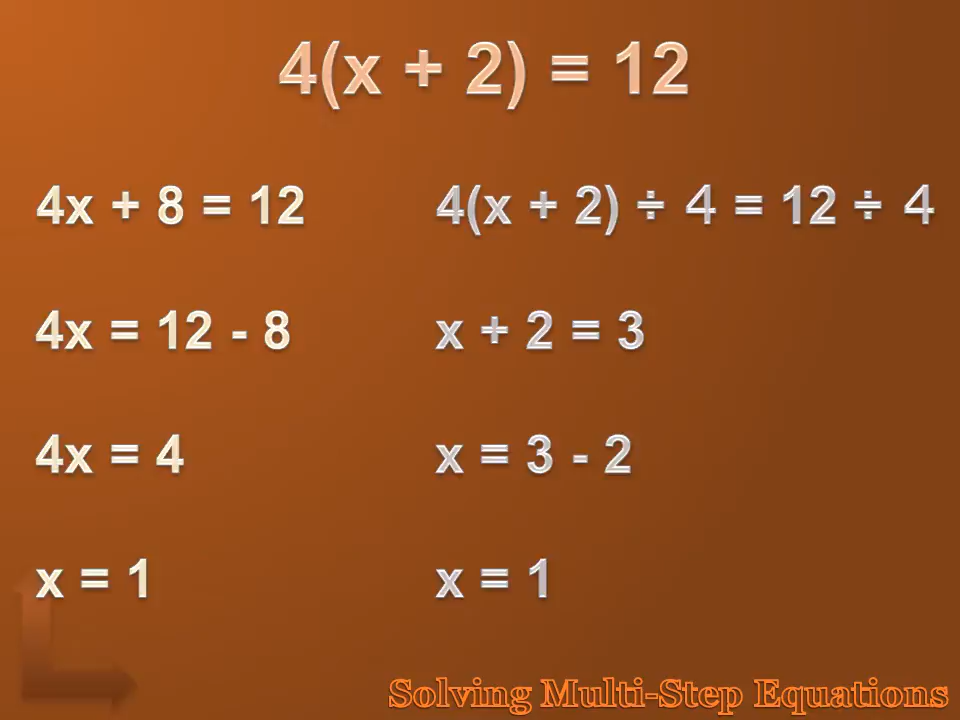 4(x + 2) = 12
4x + 8 = 12
4x = 12 - 8
4x = 4
x = 1
4(x + 2) ÷ 4 = 12 ÷ 4
x + 2 = 3
x = 3 - 2
x = 1
Solving Multi-Step Equations